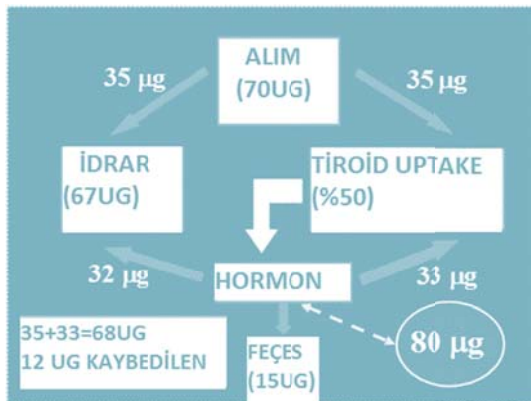 ALIM
(70UG)
35 µg
35 µg
İDRAR
(67UG)
TİROİD UPTAKE
(%50)
32 µg
HORMON
33 µg
35+33=68UG
12 UG KAYBEDİLEN
FEÇES
(15UG)
80 µg